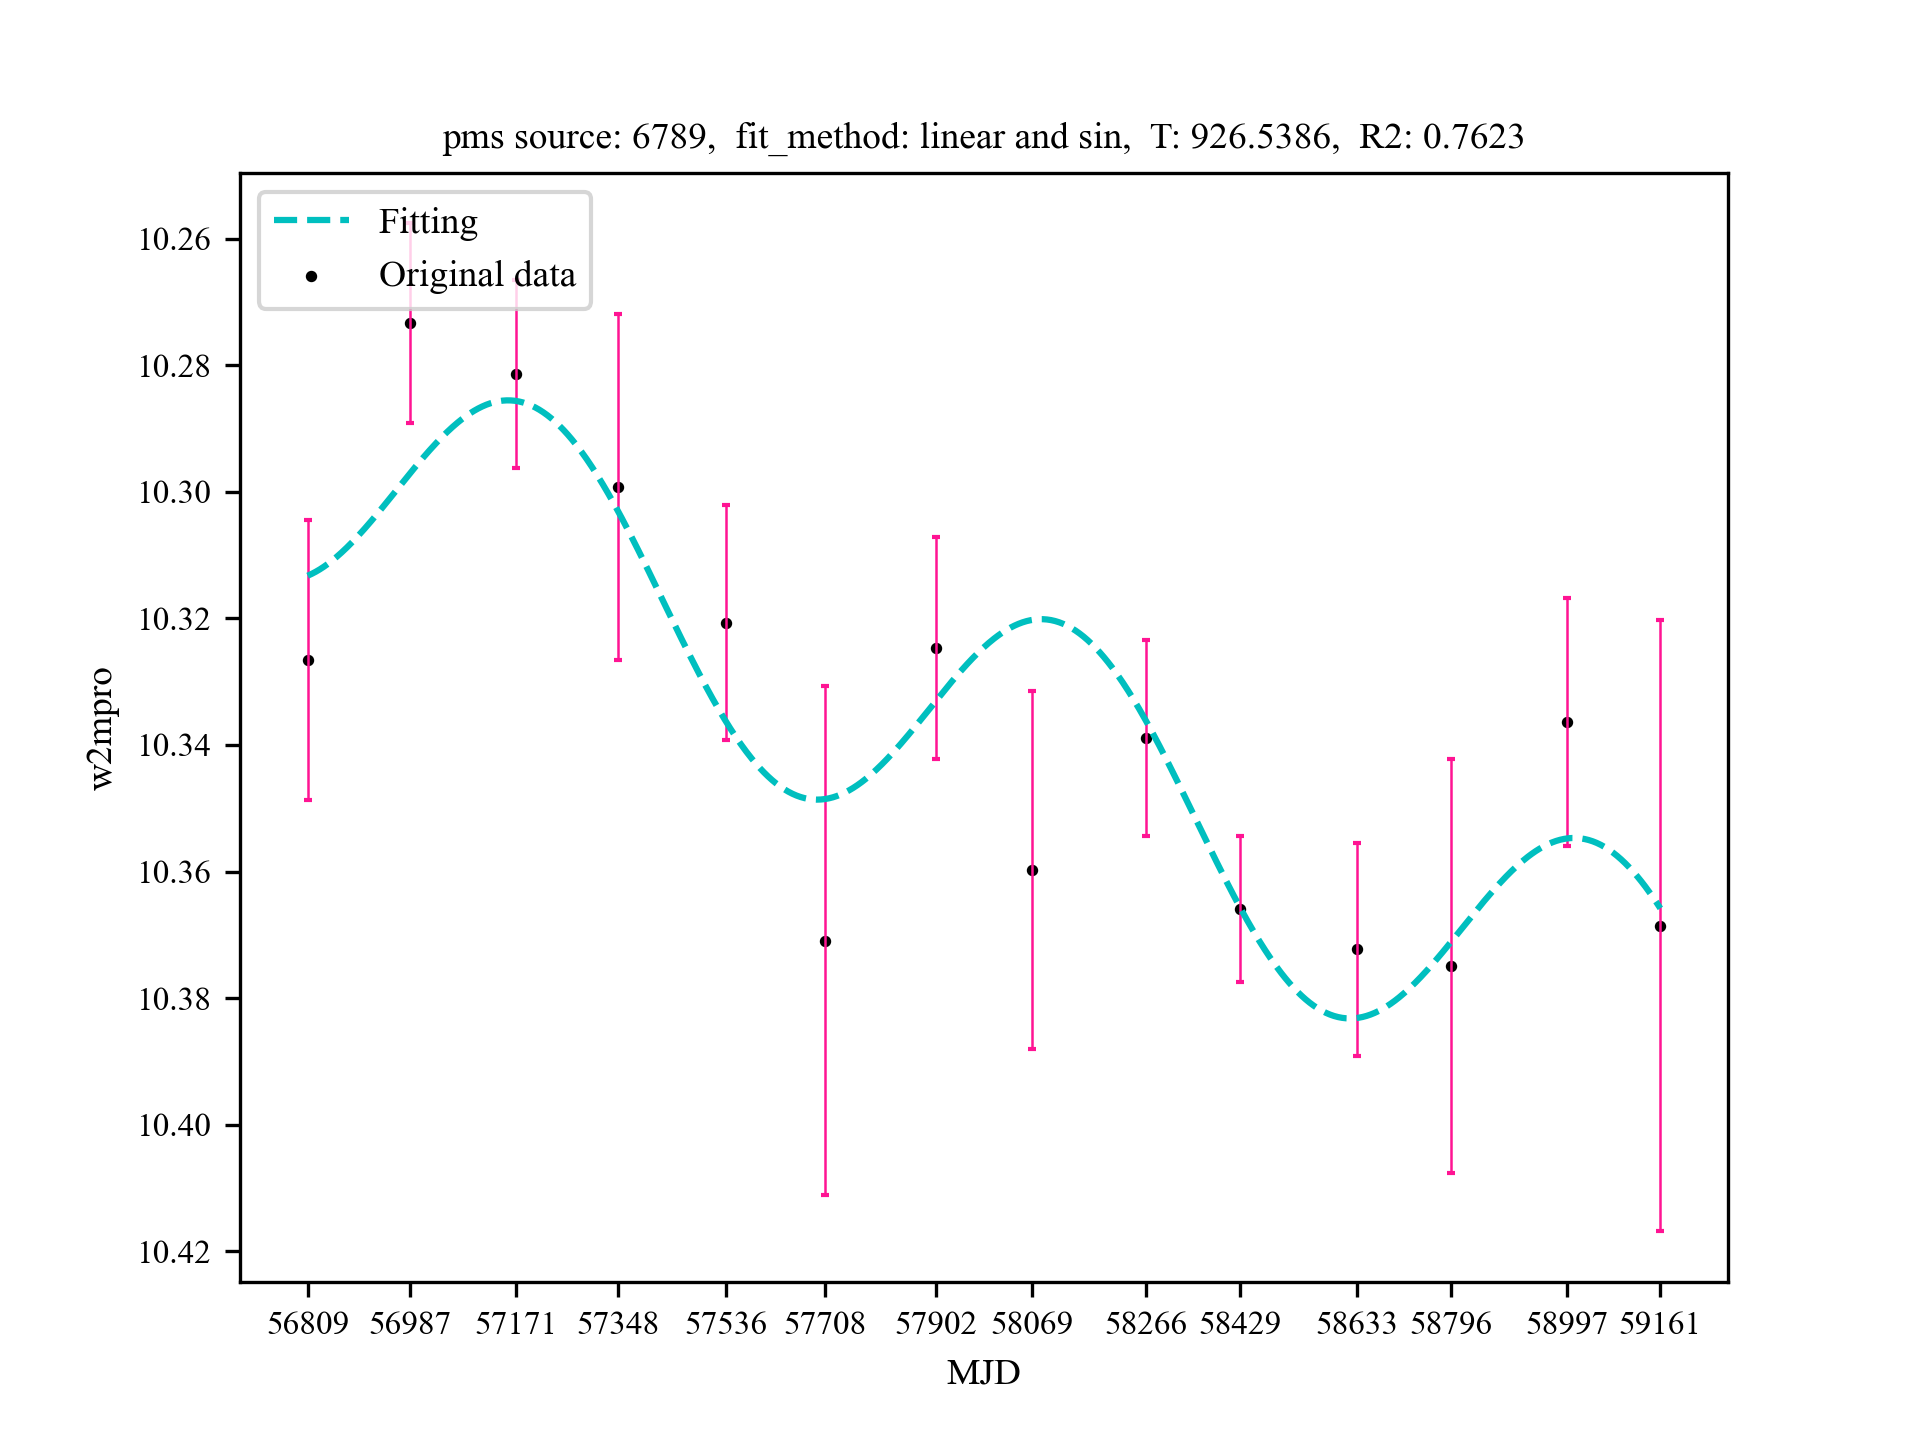 pms source: 6789, fit_method: linear and sin, T: 926.5386, R2: 0.7623
Fitting
Original data
10.26
10.28
10.30
10.32
10.34
10.36
10.38
10.40
10.42
w2mpro
56809 56987 57171 57348 57536 57708 57902 58069 58266 58429 58633 58796 58997 59161
MJD